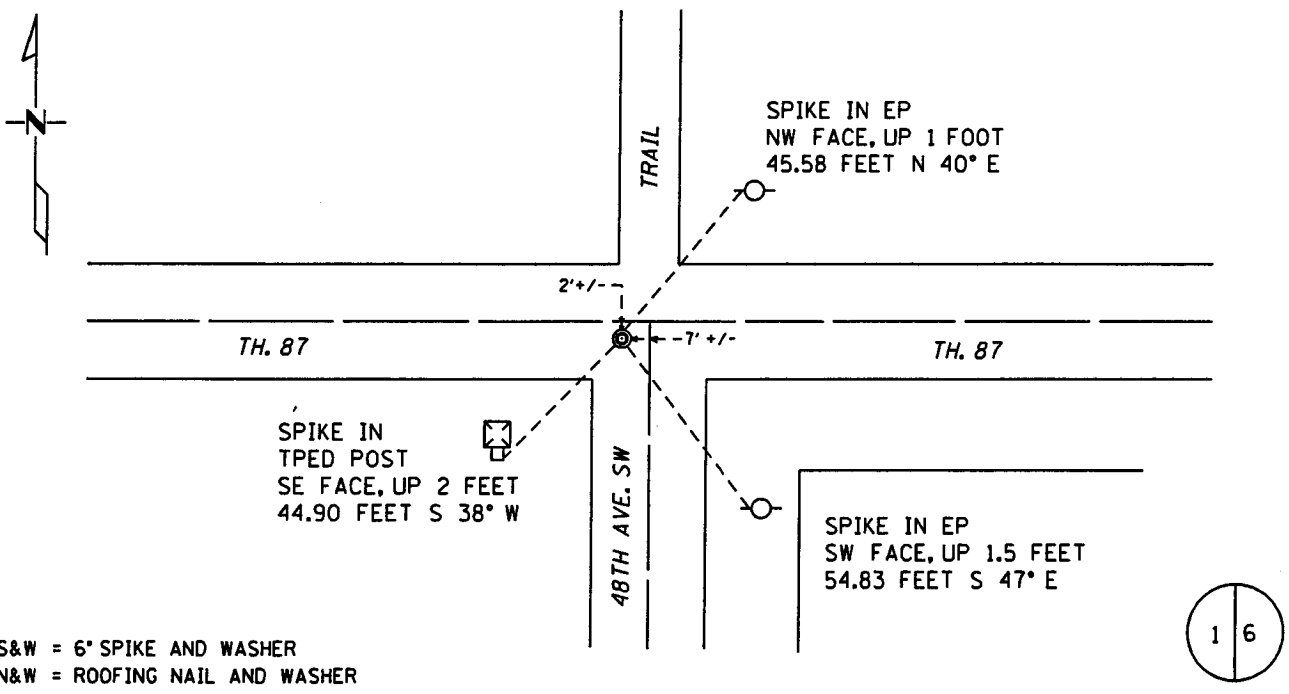 N
TRAIL
SPIKE IN EP
NW FACE, UP 1 FOOT
45.58 FEET N 40° E
2'+/-
7' +/-
TH. 87
TH. 87
SPIKE IN
TPED POST
SE FACE, UP 2 FEET
44.90 FEET S 38° W
48TH AVE. SW
SPIKE IN EP
SW FACE, UP 1.5 FEET
54.83 FEET S 47° E
1 6
S&W = 6" SPIKE AND WASHER
N&W = ROOFING NAIL AND WASHER